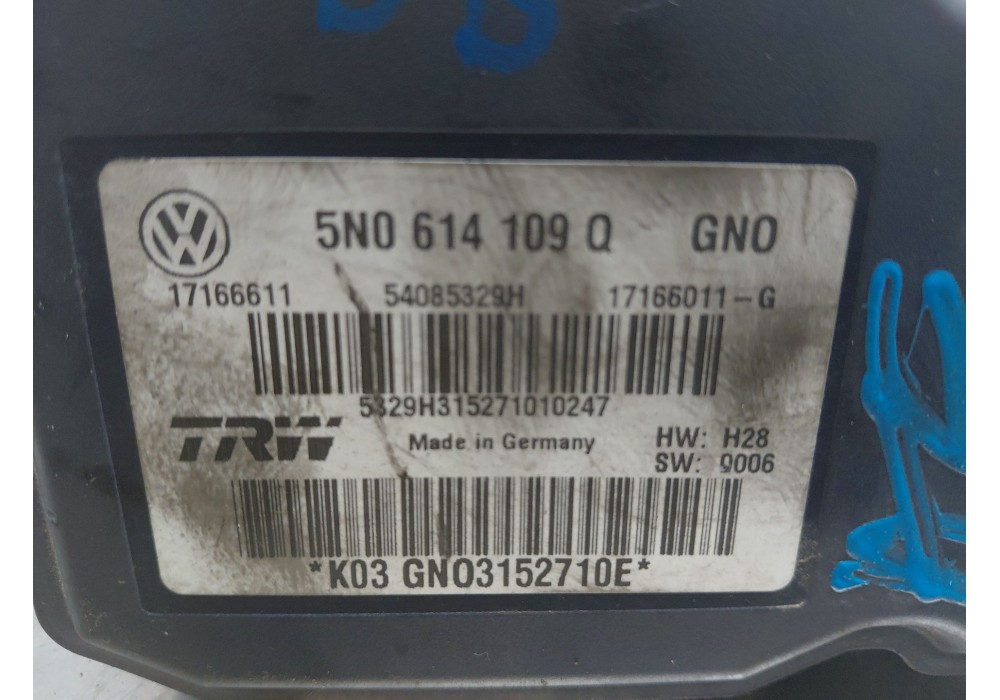 5N0 614 109 Q GNO
17166611 54085329H 17166011-G
5329H315271010247
TRW Made in Germany HW: H28
SW: 9006
*K03 GNO3152710E*